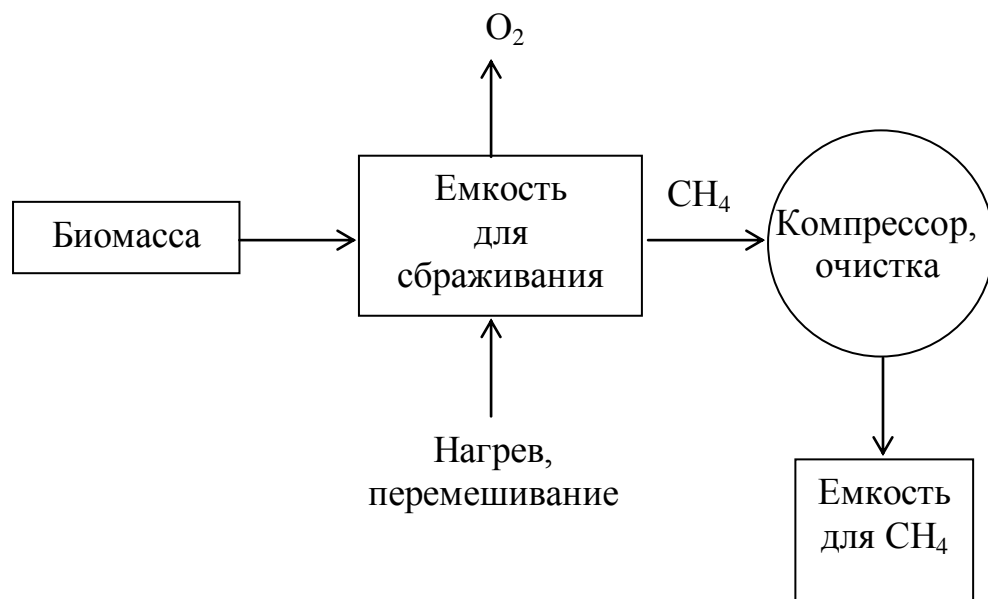 O₂
Биомасса
Емкость
для
сбраживания
CH₄
Компрессор,
очистка
Нагрев,
перемешивание
Емкость
для CH₄